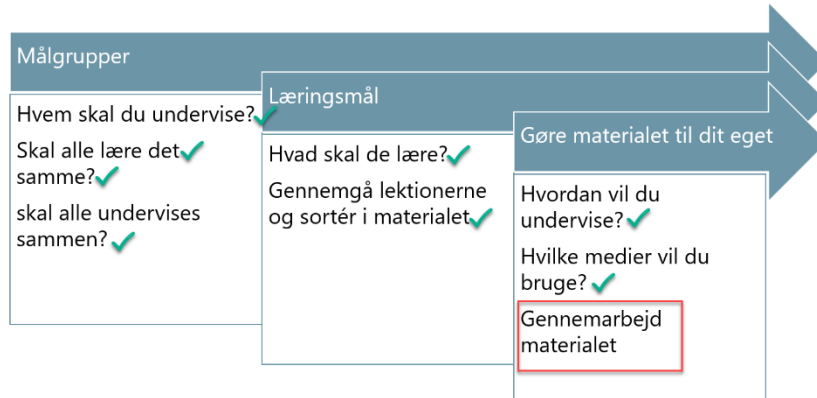 Målgrupper
Hvem skal du undervise?
Skal alle lære det
samme?
skal alle undervises
sammen?
Læringsmål
Hvad skal de lære?
Gennemgå lektionerne
og sortér i materialet
Gøre materialet til dit eget
Hvordan vil du
undervise?
Hvilke medier vil du
bruge?
Gennemarbejd
materialet